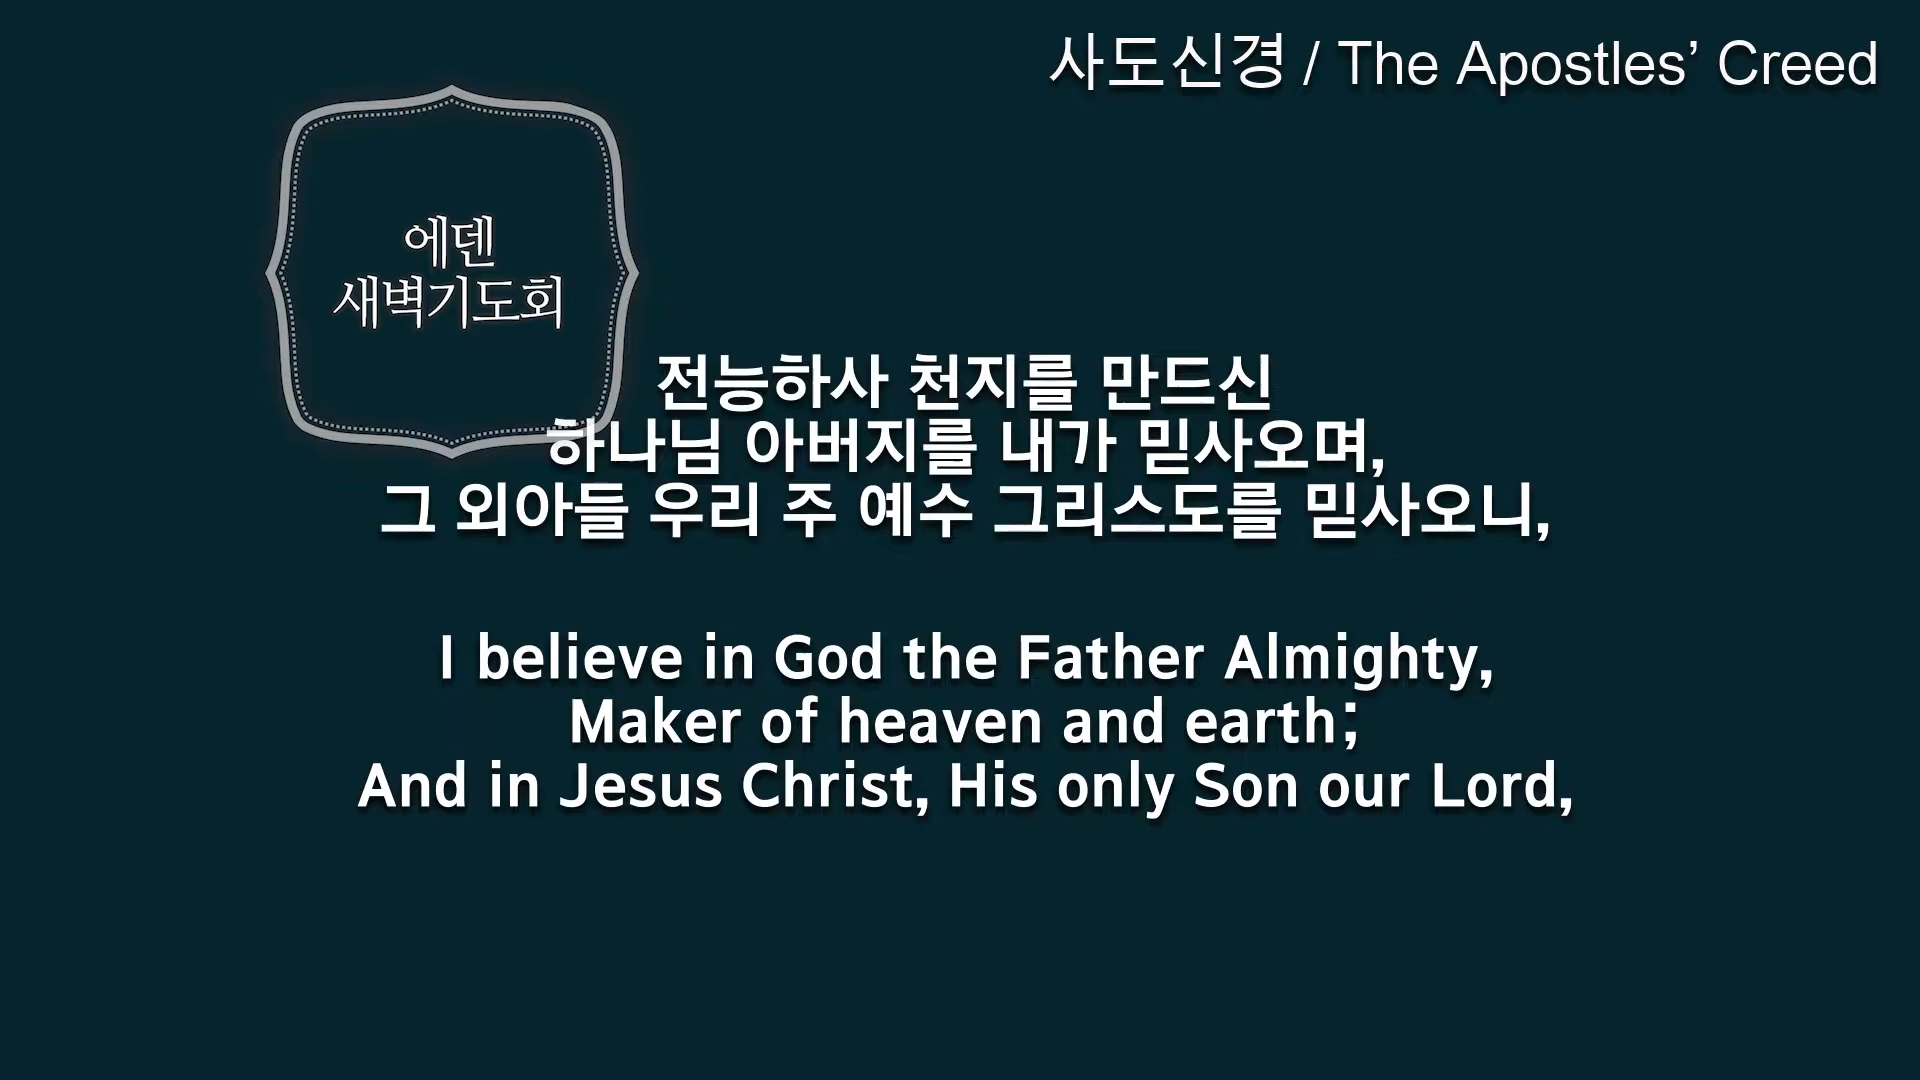 사도신경 / The Apostles’ Creed
에덴
새벽기도회
전능하사 천지를 만드신
하나님 아버지를 내가 믿사오며,
그 외아들 우리 주 예수 그리스도를 믿사오니,
I believe in God the Father Almighty,
Maker of heaven and earth;
And in Jesus Christ, His only Son our Lord,